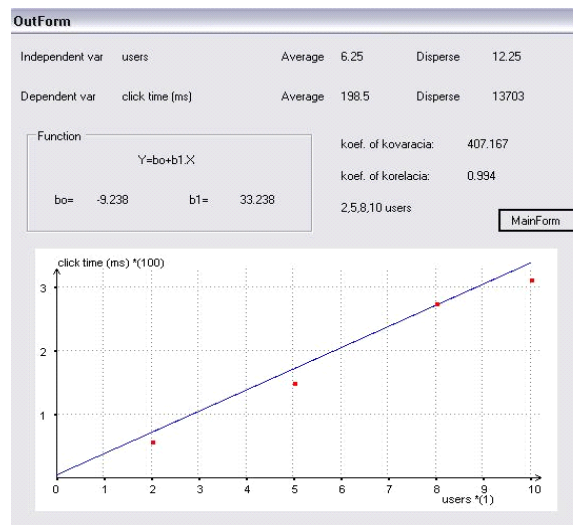 OutForm
Independent var users Average 6.25 Disperse 12.25
Dependent var click time (ms) Average 198.5 Disperse 13703
Function
Y=bo+b1.X
bo= -9.238 b1= 33.238
koef. of kovaracia: 407.167
koef. of korelacia: 0.994
2,5,8,10 users
MainForm
click time (ms) *(100)
3
2
1
0 1 2 3 4 5 6 7 8 9 10
users *(1)